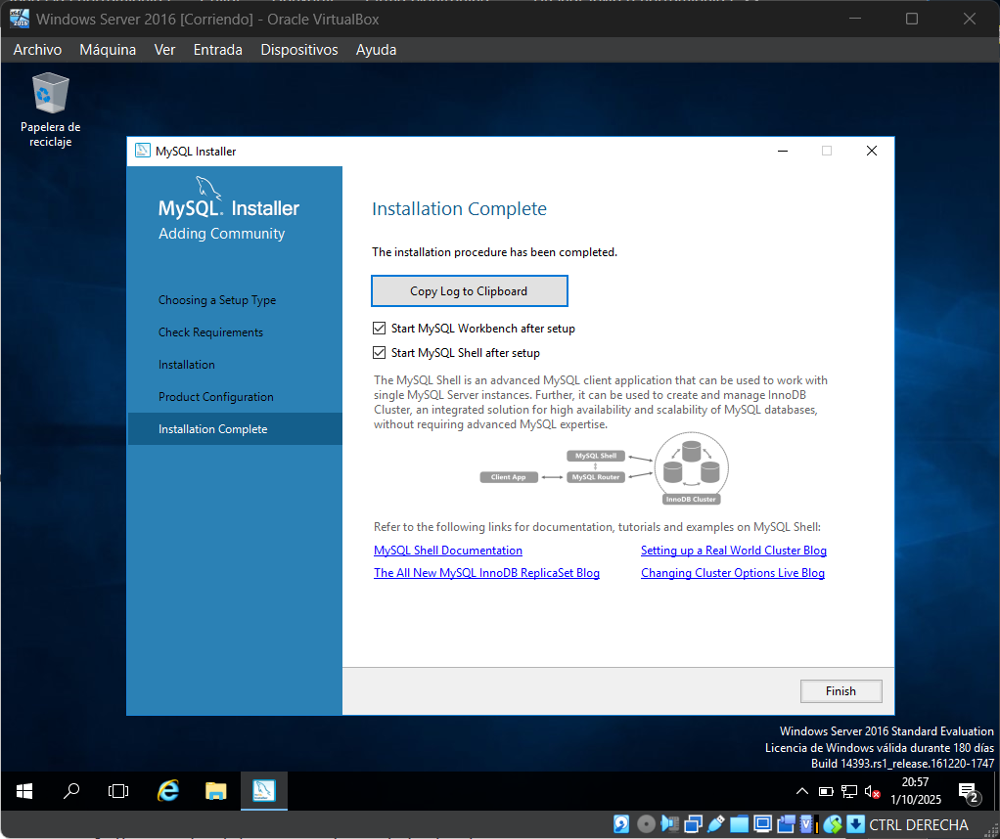 Windows Server 2016 [Corriendo] - Oracle VirtualBox
Archivo Máquina Ver Entrada Dispositivos Ayuda
Papelera de
reciclaje
MySQL Installer
MySQL. Installer
Adding Community
Choosing a Setup Type
Check Requirements
Installation
Product Configuration
Installation Complete
Installation Complete
The installation procedure has been completed.
Copy Log to Clipboard
Start MySQL Workbench after setup
Start MySQL Shell after setup
The MySQL Shell is an advanced MySQL client application that can be used to work with
single MySQL Server instances. Further, it can be used to create and manage InnoDB
Cluster, an integrated solution for high availability and scalability of MySQL databases,
without requiring advanced MySQL expertise.
MySQL Shell
Client App
MySQL Router
InnoDB Cluster
Refer to the following links for documentation, tutorials and examples on MySQL Shell:
MySQL Shell Documentation
Setting up a Real World Cluster Blog
The All New MySQL InnoDB ReplicaSet Blog
Changing Cluster Options Live Blog
Finish
Windows Server 2016 Standard Evaluation
Licencia de Windows válida durante 180 días
Build 14393.rs1_release.161220-1747
20:57
1/10/2025
2
CTRL DERECHA